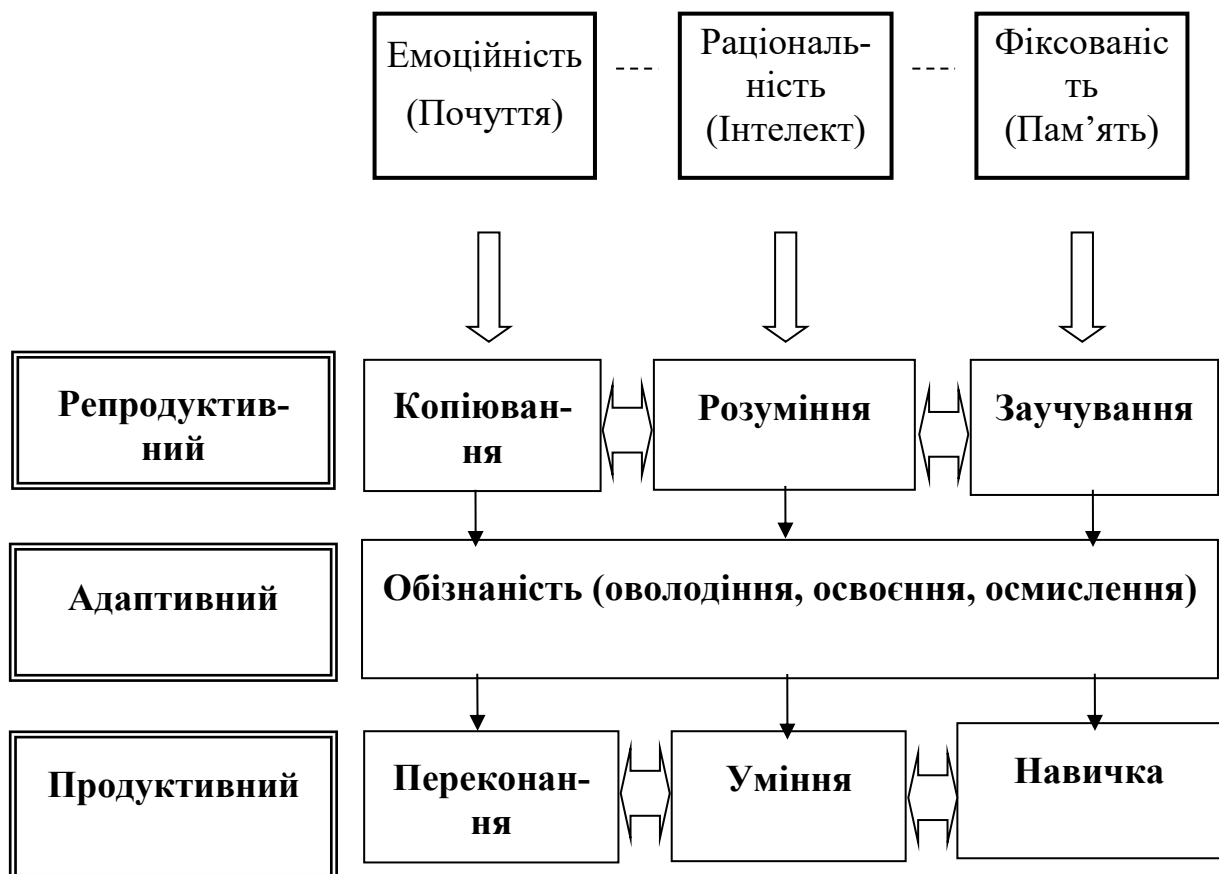 Емоційність
(Почуття)
Раціональ-
ність
(Інтелект)
Фіксованіс
ть
(Пам’ять)
Репродуктив-
ний
Копіюван-
ня
Розуміння
Заучування
Адаптивний
Обізнаність (оволодіння, освоєння, осмислення)
Продуктивний
Переконан-
ня
Уміння
Навичка